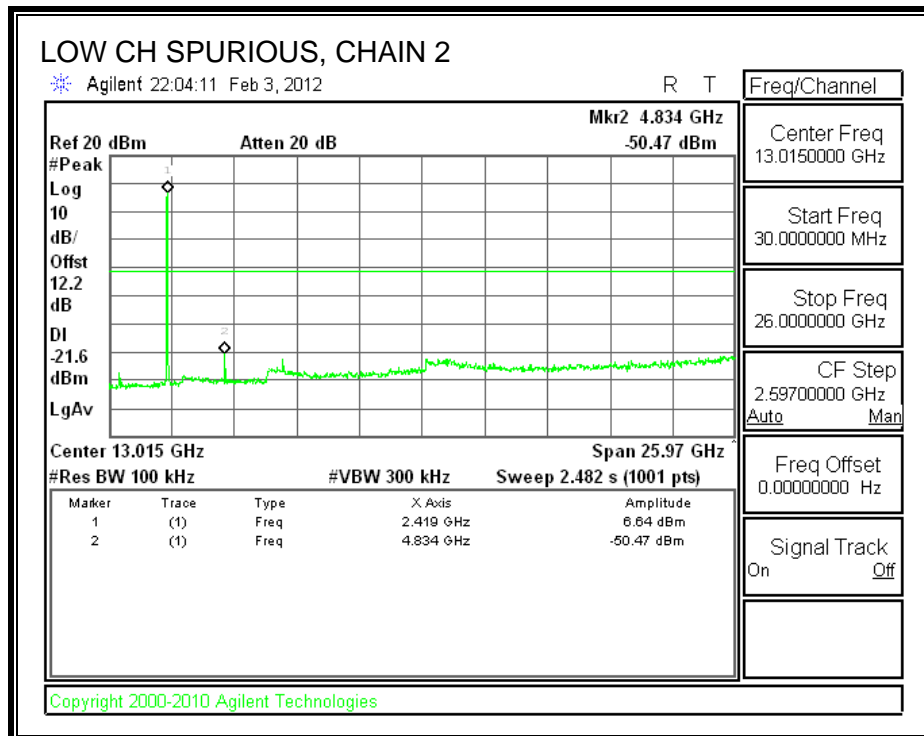 LOW CH SPURIOUS, CHAIN 2
Agilent 22:04:11 Feb 3, 2012 R T
Mkr2 4.834 GHz
Ref 20 dBm Atten 20 dB -50.47 dBm
#Peak
Log
10
dB/
Offst
12.2
dB
DI
-21.6
dBm
LgAv
1
2
Center 13.015 GHz Span 25.97 GHz
#Res BW 100 kHz #VBW 300 kHz Sweep 2.482 s (1001 pts)
Marker Trace Type X Axis Amplitude
1 (1) Freq 2.419 GHz 6.64 dBm
2 (1) Freq 4.834 GHz -50.47 dBm
Freq/Channel
Center Freq
13.0150000 GHz
Start Freq
30.0000000 MHz
Stop Freq
26.0000000 GHz
CF Step
2.59700000 GHz
Auto Man
Freq Offset
0.00000000 Hz
Signal Track
On Off
Copyright 2000-2010 Agilent Technologies